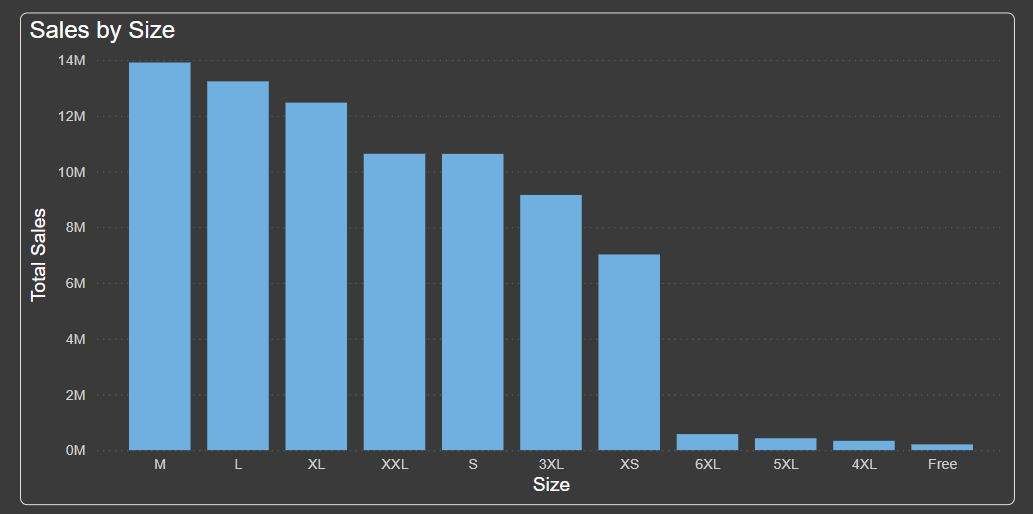 Sales by Size
Total Sales
14M
12M
10M
8M
6M
4M
2M
0M
M L XL XXL S 3XL XS 6XL 5XL 4XL Free
Size